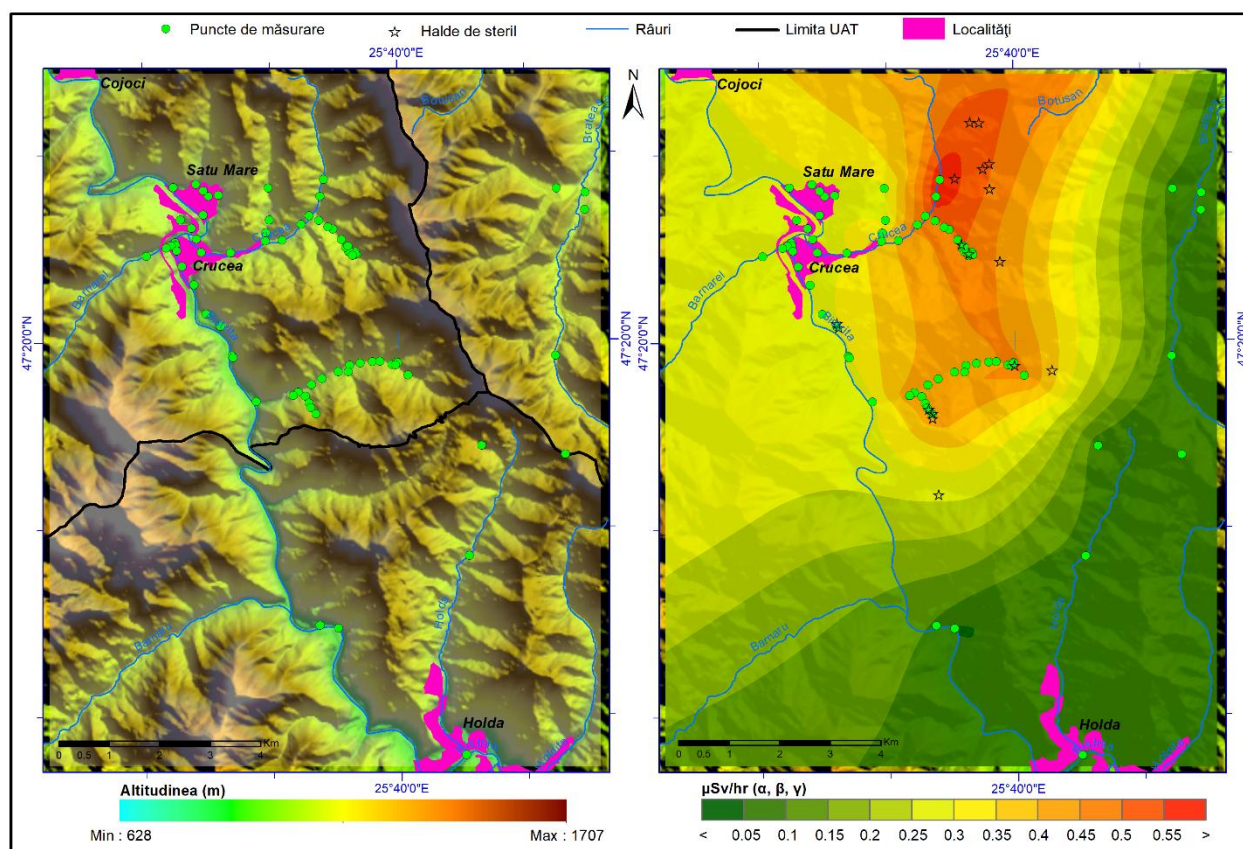 Puncte de măsurare
Halde de steril
Râuri
Limita UAT
Localităţi
25°40'0"E
N
25°40'0"E
Cojoci
Satu Mare
Crucea
Crucea
Barnarel
Bistrita
Botusan
Bratena
47°20'0"N
Barnaru
Holda
Holda
0 0.5 1 2 3 4
Km
Cojoci
Satu Mare
Crucea
Crucea
Barnarel
Bistrita
Botusan
47°20'0"N
47°20'0"N
Barnaru
Holda
Holda
0 0.5 1 2 3 4
Km
25°40'0"E
25°40'0"E
Altitudinea (m)
Min : 628
Max : 1707
µSv/hr (α, β, γ)
< 0.05 0.1 0.15 0.2 0.25 0.3 0.35 0.4 0.45 0.5 0.55 >